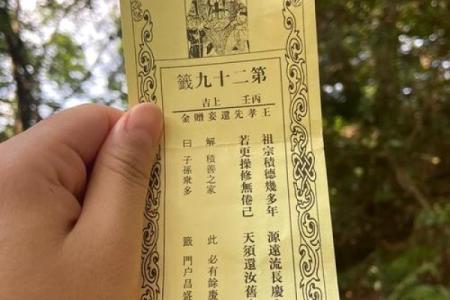 第二十九籤
丙壬 上吉
王孝先還妾贈金
祖宗積德幾多年 源遠流長慶
若更操修無倦己 天須還汝舊
解 積善之家 此 必有餘慶
曰 子孫衆多 籤 門户昌盛